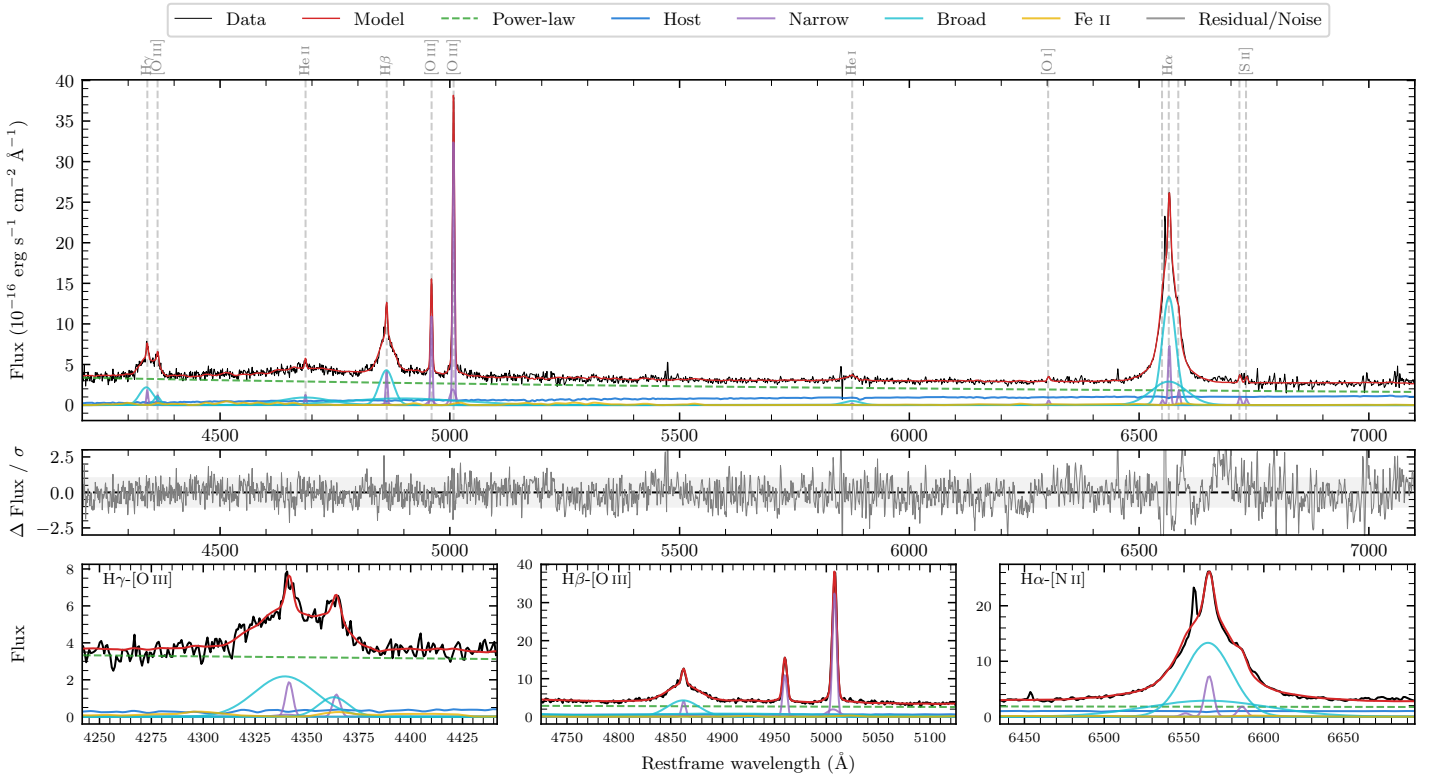 Data Model Power-law Host Narrow Broad Fe II Residual/Noise
Hγ [O III] He II Hβ [O III] [O III] He I [O I] Hα [S II]
Flux (10⁻¹⁶ erg s⁻¹ cm⁻² Å⁻¹)
40
35
30
25
20
15
10
5
0
4500 5000 5500 6000 6500 7000
Δ Flux / σ
2.5
0.0
−2.5
4500 5000 5500 6000 6500 7000
Flux
Hγ-[O III]
8
6
4
2
0
4250 4275 4300 4325 4350 4375 4400 4425
Hβ-[O III]
40
30
20
10
0
4750 4800 4850 4900 4950 5000 5050 5100
Hα-[N II]
20
10
0
6450 6500 6550 6600 6650
Restframe wavelength (Å)